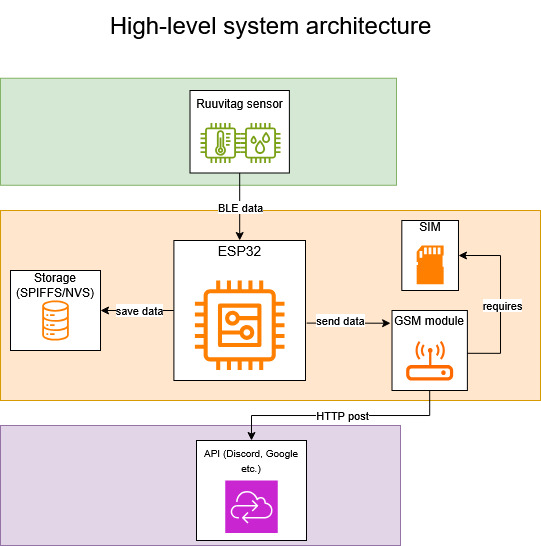 High-level system architecture
Ruuvitag sensor
BLE data
ESP32
SIM
Storage
(SPIFFS/NVS)
save data
send data
GSM module
requires
HTTP post
API (Discord, Google
etc.)